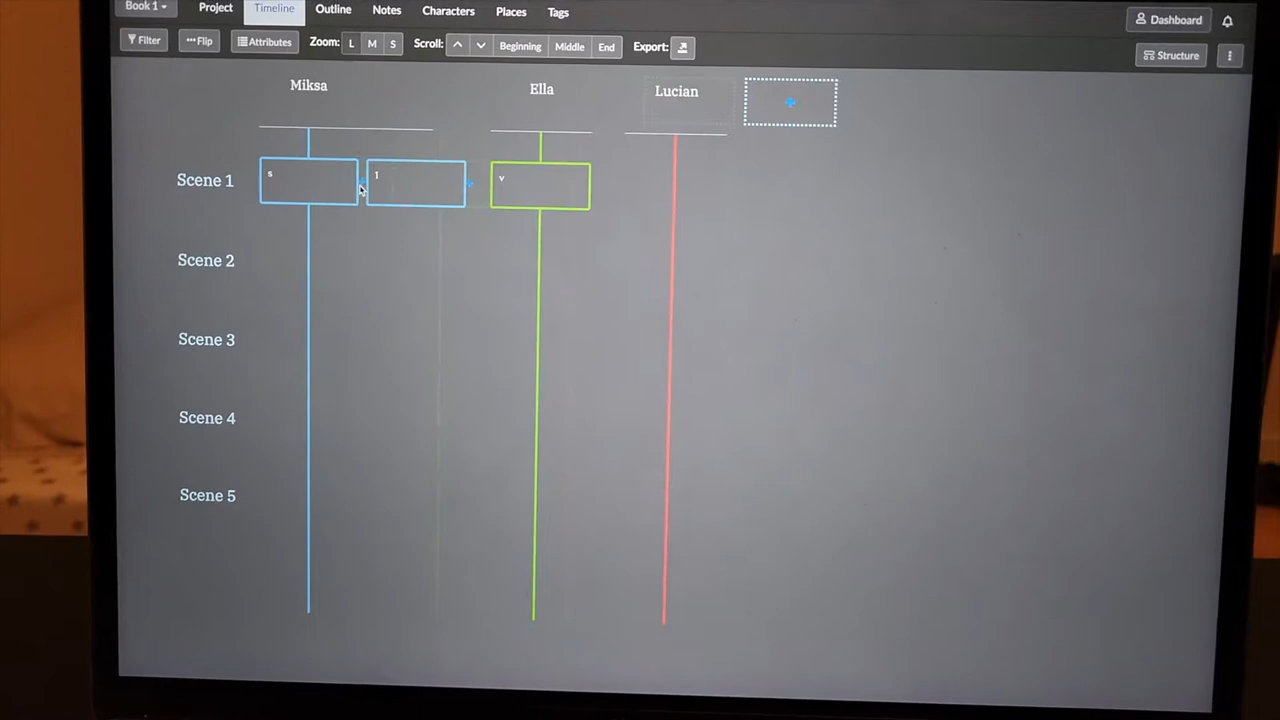 Book 1 Project Timeline Outline Notes Characters Places Tags Dashboard
Filter Flip Attributes Zoom: L M S Scroll: Beginning Middle End Export: Structure
Miksa Ella Lucian
Scene 1 s 1 v
Scene 2
Scene 3
Scene 4
Scene 5